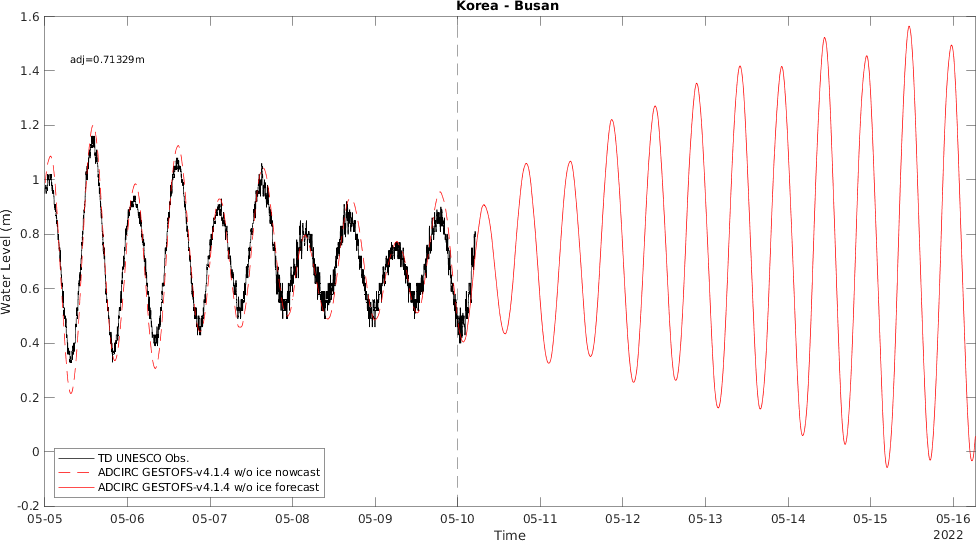 Korea - Busan
adj=0.71329m
Water Level (m)
1.6
1.4
1.2
1
0.8
0.6
0.4
0.2
0
-0.2
TD UNESCO Obs.
ADCIRC GESTOFS-v4.1.4 w/o ice nowcast
ADCIRC GESTOFS-v4.1.4 w/o ice forecast
05-05 05-06 05-07 05-08 05-09 05-10 05-11 05-12 05-13 05-14 05-15 05-16
Time
2022